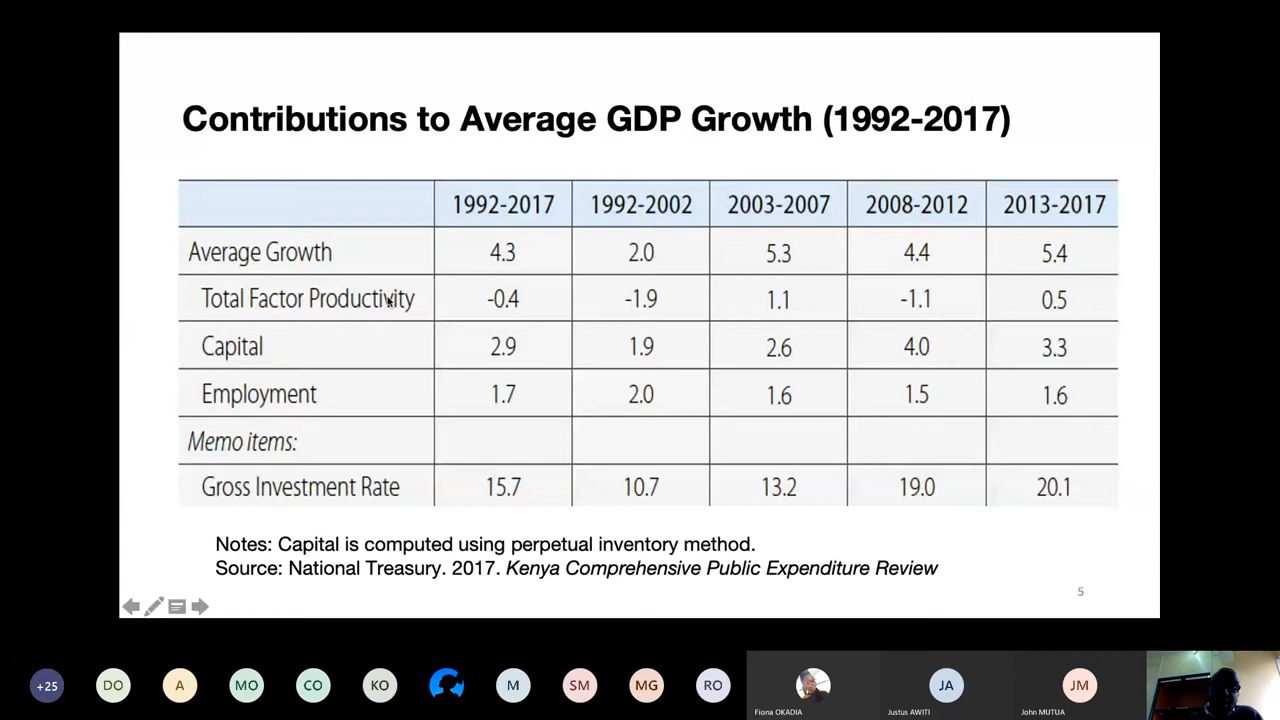 Contributions to Average GDP Growth (1992-2017)
1992-2017 1992-2002 2003-2007 2008-2012 2013-2017
Average Growth 4.3 2.0 5.3 4.4 5.4
Total Factor Productivity -0.4 -1.9 1.1 -1.1 0.5
Capital 2.9 1.9 2.6 4.0 3.3
Employment 1.7 2.0 1.6 1.5 1.6
Memo items:
Gross Investment Rate 15.7 10.7 13.2 19.0 20.1
Notes: Capital is computed using perpetual inventory method.
Source: National Treasury. 2017. Kenya Comprehensive Public Expenditure Review
5
+25 DO A MO CO KO M SM MG RO JA JM
Fiona OKADIA Justus AWITI John MUTUA